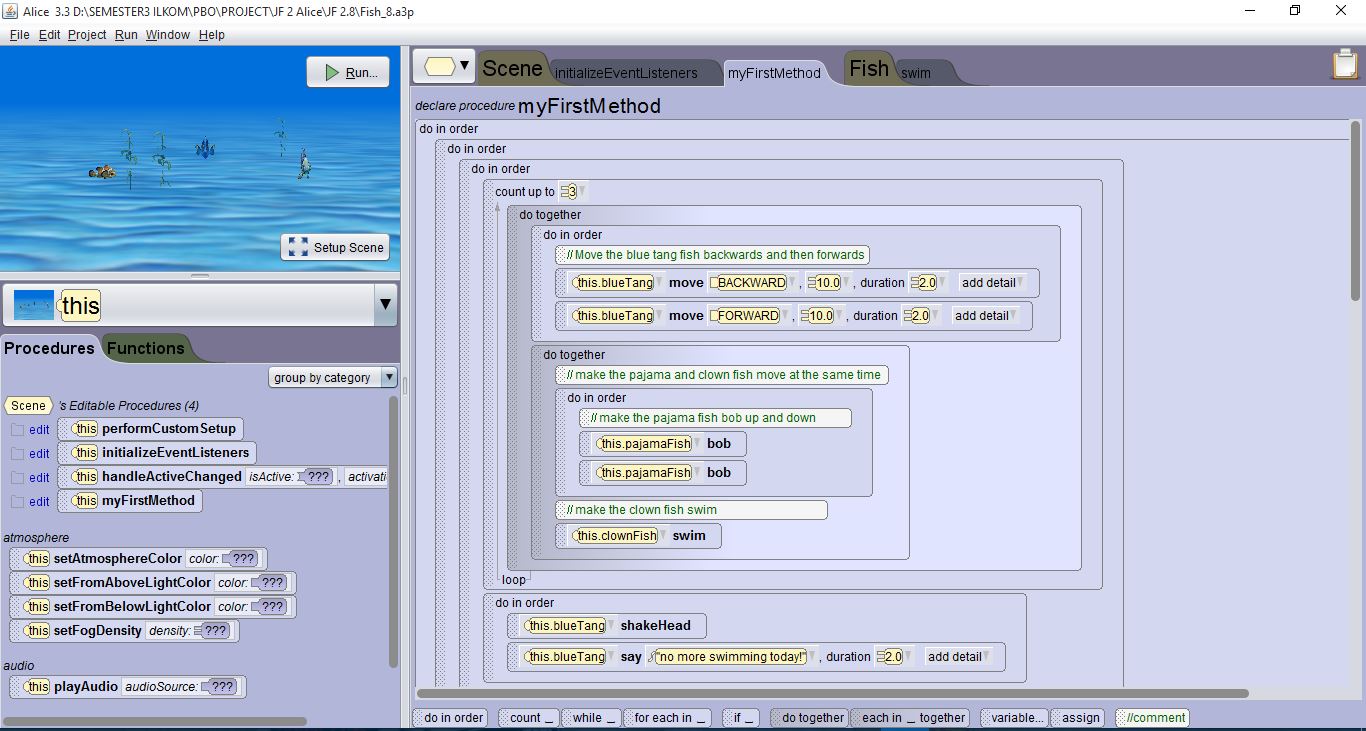 Alice 3.3 D:\SEMESTER3 ILKOM\PBO\PROJECT\JF 2 Alice\JF 2.8\Fish_8.a3p
File Edit Project Run Window Help
Run...
Setup Scene
this
Procedures Functions
group by category
Scene 's Editable Procedures (4)
edit this performCustomSetup
edit this initializeEventListeners
edit this handleActiveChanged isActive: ??? , activati
edit this myFirstMethod
atmosphere
this setAtmosphereColor color: ???
this setFromAboveLightColor color: ???
this setFromBelowLightColor color: ???
this setFogDensity density: ???
audio
this playAudio audioSource: ???
Scene initializeEventListeners myFirstMethod Fish swim
declare procedure myFirstMethod
do in order
do in order
do in order
count up to 3
do together
do in order
// Move the blue tang fish backwards and then forwards
this.blueTang move BACKWARD , 10.0 , duration 2.0 add detail
this.blueTang move FORWARD , 10.0 , duration 2.0 add detail
do together
// make the pajama and clown fish move at the same time
do in order
// make the pajama fish bob up and down
this.pajamaFish bob
this.pajamaFish bob
// make the clown fish swim
this.clownFish swim
loop
do in order
this.blueTang shakeHead
this.blueTang say "no more swimming today!" , duration 2.0 add detail
do in order count _ while _ for each in _ if _ do together each in _ together variable... assign //comment